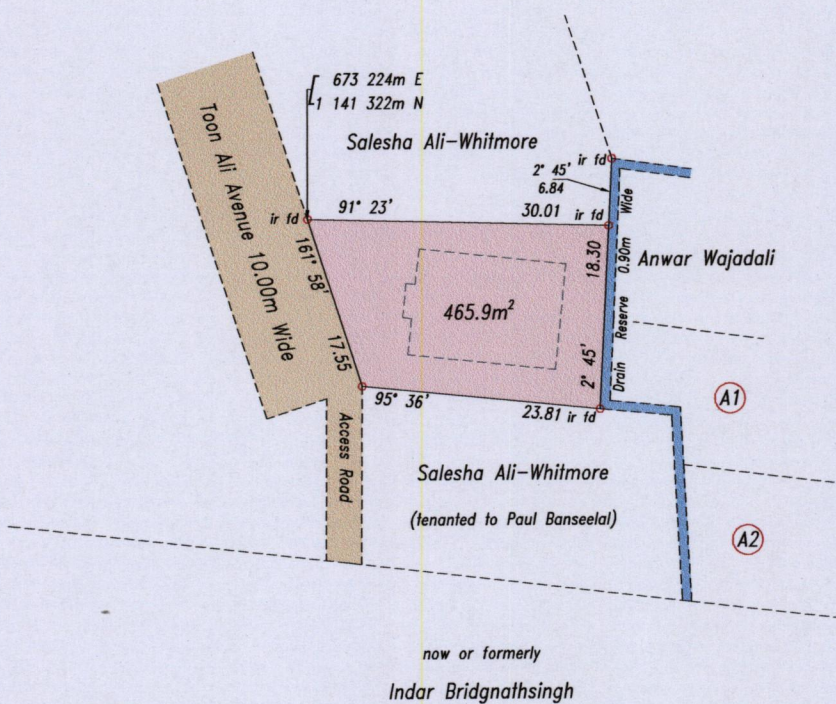 673 224m E
1 141 322m N
Salesha Ali-Whitmore
ir fd
2° 45'
6.84
Wide
91° 23'
30.01
ir fd
ir fd
Toon Ali Avenue 10.00m Wide
161° 58'
17.55
18.30
0.90m
Anwar Wajadali
465.9m²
Reserve
2° 45'
Drain
95° 36'
23.81
ir fd
A1
Access Road
Salesha Ali-Whitmore
(tenanted to Paul Banseelal)
A2
now or formerly
Indar Bridgnathsingh